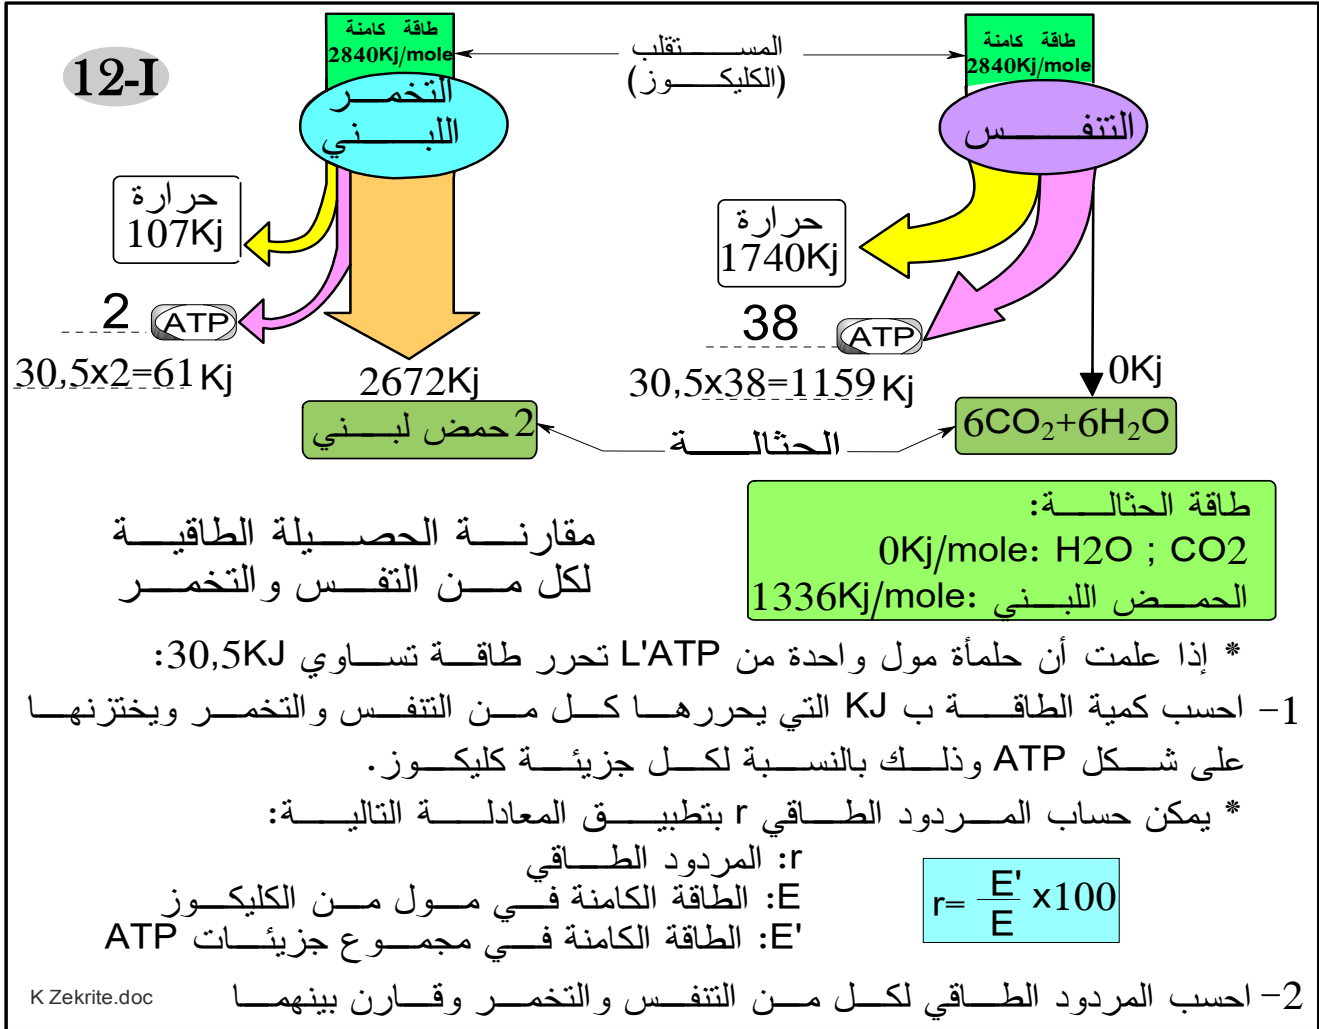 12-I
طاقة كامنة
2840Kj/mole
المستقلب
(الكليكوز)
طاقة كامنة
2840Kj/mole
التخمر
اللبني
التنفس
حرارة
107Kj
حرارة
1740Kj
2 ATP
30,5x2=61 Kj
38 ATP
30,5x38=1159 Kj
2672Kj
0Kj
2 حمض لبني
الحثالة
6CO₂+6H₂O
طاقة الحثالة:
0Kj/mole: H2O ; CO2
الحمض اللبني :1336Kj/mole
مقارنة الحصيلة الطاقية
لكل من التفس والتخمر
* إذا علمت أن حلمأة مول واحدة من L'ATP تحرر طاقة تساوي 30,5KJ:
1- احسب كمية الطاقة ب KJ التي يحررها كل من التنفس والتخمر ويختزنها
على شكل ATP وذلك بالنسبة لكل جزيئة كليكوز.
* يمكن حساب المردود الطاقي r بتطبيق المعادلة التالية:
r: المردود الطاقي
E: الطاقة الكامنة في مول من الكليكوز
E': الطاقة الكامنة في مجموع جزيئات ATP
r= E'/E x100
2- احسب المردود الطاقي لكل من التنفس والتخمر وقارن بينهما
K Zekrite.doc